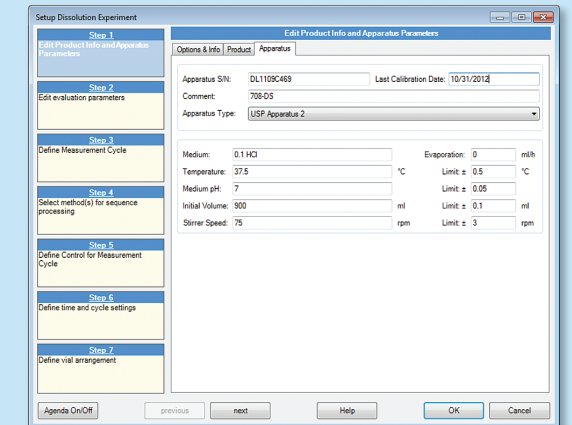 Setup Dissolution Experiment
Step 1
Edit Product Info and Apparatus
Parameters
Step 2
Edit evaluation parameters
Step 3
Define Measurement Cycle
Step 4
Select method(s) for sequence
processing
Step 5
Define Control for Measurement
Cycle
Step 6
Define time and cycle settings
Step 7
Define vial arrangement
Edit Product Info and Apparatus Parameters
Options & Info Product Apparatus
Apparatus S/N: DL1109C469 Last Calibration Date: 10/31/2012
Comment: 708-DS
Apparatus Type: USP Apparatus 2
Medium: 0.1 HCl Evaporation: 0 ml/h
Temperature: 37.5 °C Limit: ± 0.5 °C
Medium pH: 7 Limit: ± 0.05
Initial Volume: 900 ml Limit: ± 0.1 ml
Stirrer Speed: 75 rpm Limit: ± 3 rpm
Agenda On/Off previous next Help OK Cancel